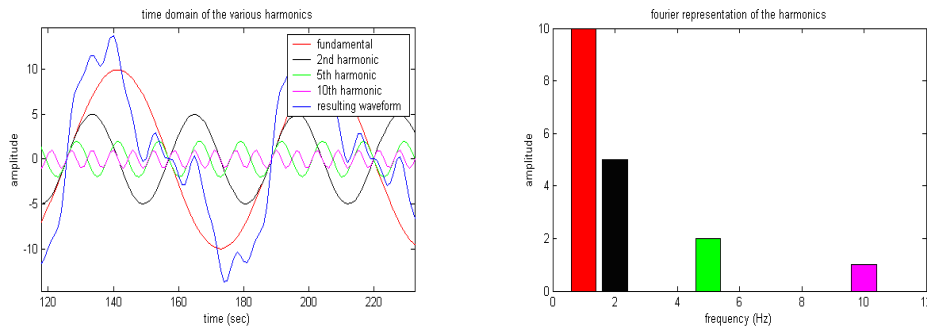 time domain of the various harmonics
fundamental
2nd harmonic
5th harmonic
10th harmonic
resulting waveform
10
5
0
-5
-10
amplitude
120
140
160
180
200
220
time (sec)
fourier representation of the harmonics
10
8
6
4
2
0
amplitude
0
2
4
6
8
10
12
frequency (Hz)